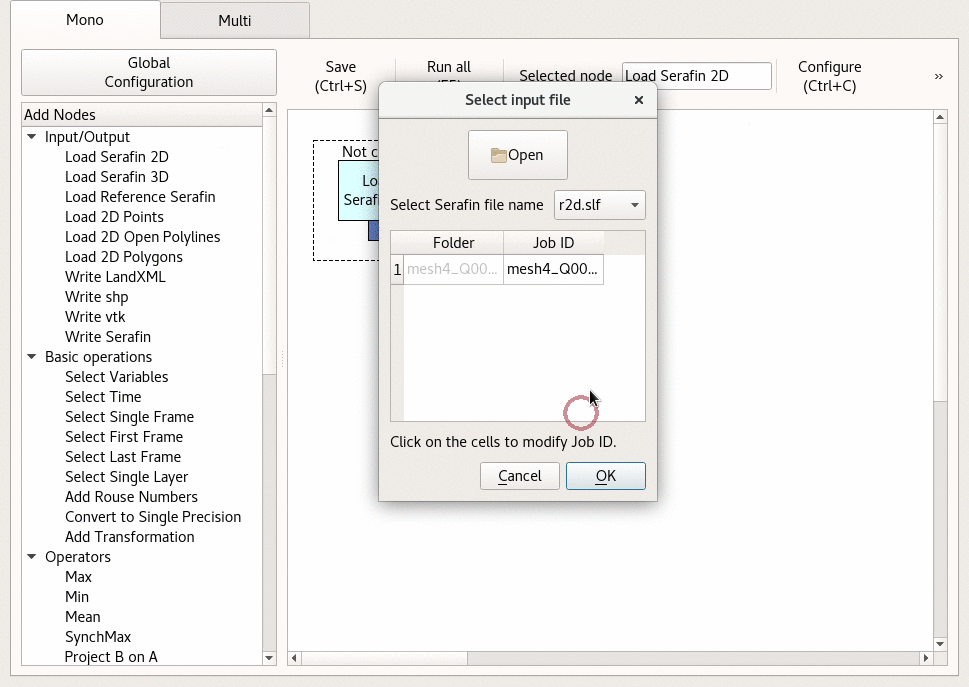 Mono
Multi
Global
Configuration
Save
(Ctrl+S)
Run all
Selected node
Load Serafin 2D
Configure
(Ctrl+C)
»
Add Nodes
Input/Output
Load Serafin 2D
Load Serafin 3D
Load Reference Serafin
Load 2D Points
Load 2D Open Polylines
Load 2D Polygons
Write LandXML
Write shp
Write vtk
Write Serafin
Basic operations
Select Variables
Select Time
Select Single Frame
Select First Frame
Select Last Frame
Select Single Layer
Add Rouse Numbers
Convert to Single Precision
Add Transformation
Operators
Max
Min
Mean
SynchMax
Project B on A
Not c
Lo
Seraf
Select input file
Open
Select Serafin file name
r2d.slf
Folder
Job ID
1
mesh4_Q00...
mesh4_Q00...
Click on the cells to modify Job ID.
Cancel
OK